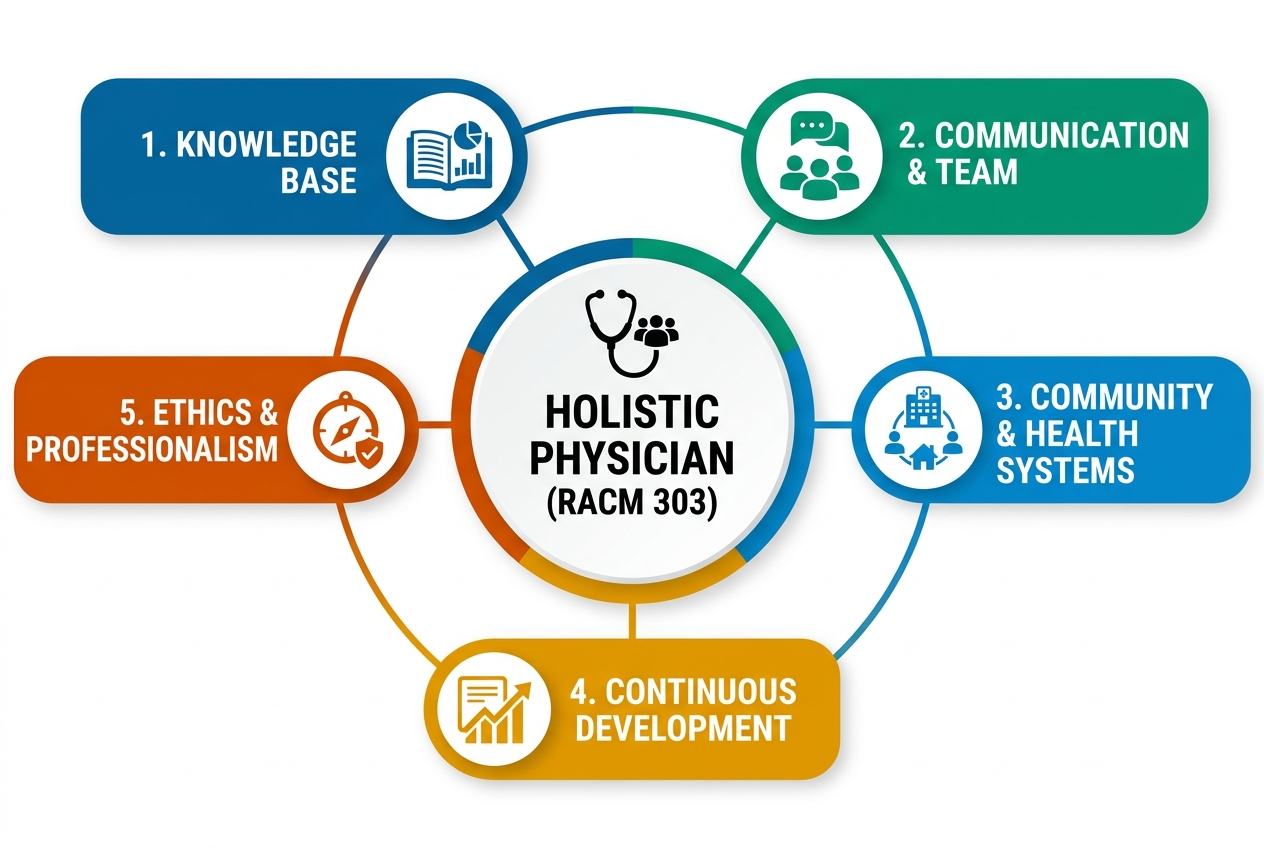 1. KNOWLEDGE
BASE
2. COMMUNICATION
& TEAM
HOLISTIC
PHYSICIAN
(RACM 303)
3. COMMUNITY
& HEALTH
SYSTEMS
4. CONTINUOUS
DEVELOPMENT
5. ETHICS &
PROFESSIONALISM